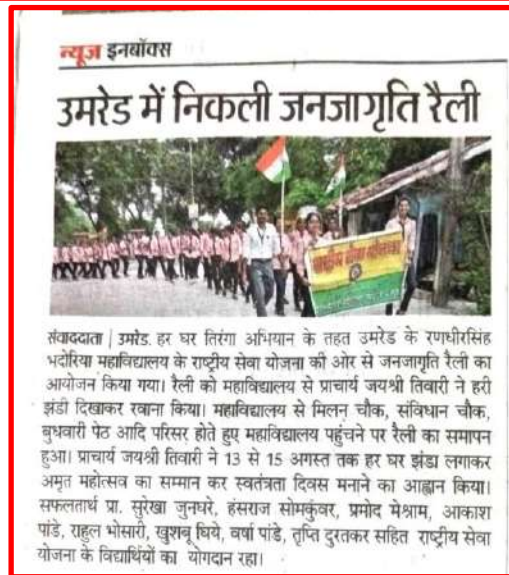 न्यूज इनबॉक्स
उमरेड में निकली जनजागृति रैली
राष्ट्रीय सेवा योजना
संवाददाता | उमरेड. हर घर तिरंगा अभियान के तहत उमरेड के रणधीरसिंह
भदोरिया महाविद्यालय के राष्ट्रीय सेवा योजना की ओर से जनजागृति रैली का
आयोजन किया गया। रैली को महाविद्यालय से प्राचार्य जयश्री तिवारी ने हरी
झंडी दिखाकर रवाना किया। महाविद्यालय से मिलन चौक, संविधान चौक,
बुधवारी पेठ आदि परिसर होते हुए महाविद्यालय पहुंचने पर रैली का समापन
हुआ। प्राचार्य जयश्री तिवारी ने 13 से 15 अगस्त तक हर घर झंडा लगाकर
अमृत महोत्सव का सम्मान कर स्वतंत्रता दिवस मनाने का आह्वान किया।
सफलतार्थ प्रा. सुरेखा जुनघरे, हंसराज सोमकुंवर, प्रमोद मेश्राम, आकाश
पांडे, राहुल भोसारी, खुशबू घिये, वर्षा पांडे, तृप्ति दुरतकर सहित राष्ट्रीय सेवा
योजना के विद्यार्थियों का योगदान रहा।